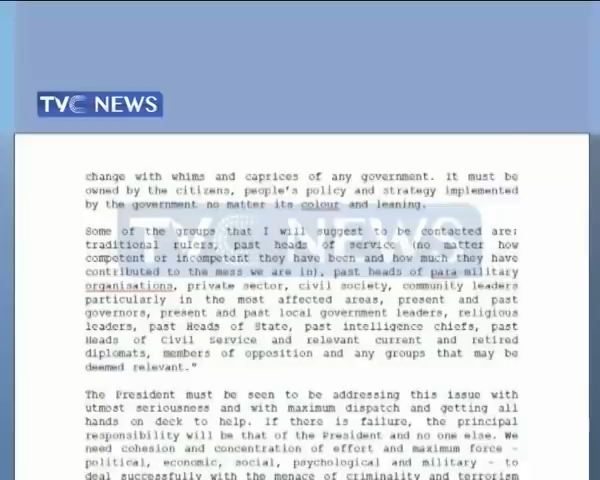 TVC NEWS
change with whims and caprices of any government. it must be
owned by the citizens, people's policy and strategy implemented
by the government no matter its colour and leaning.
Some of the groups that I will suggest to be contacted are:
traditional rulers, past heads of service (no matter how
competent or incompetent they have been and how much they have
contributed to the mess we are in), past heads of para military
organisations, private sector, civil society, community leaders
particularly in the most affected areas, present and past
governors, present and past local government leaders, religious
leaders, past Heads of State, past intelligence chiefs, past
Heads of Civil Service and relevant current and retired
diplomats, members of opposition and any groups that may be
deemed relevant."
The President must be seen to be addressing this issue with
utmost seriousness and with maximum dispatch and getting all
hands on deck to help. If there is failure, the principal
responsibility will be that of the President and no one else. We
need cohesion and concentration of effort and maximum force -
political, economic, social, psychological and military - to
deal successfully with the menace of criminality and terrorism
TVC NEWS